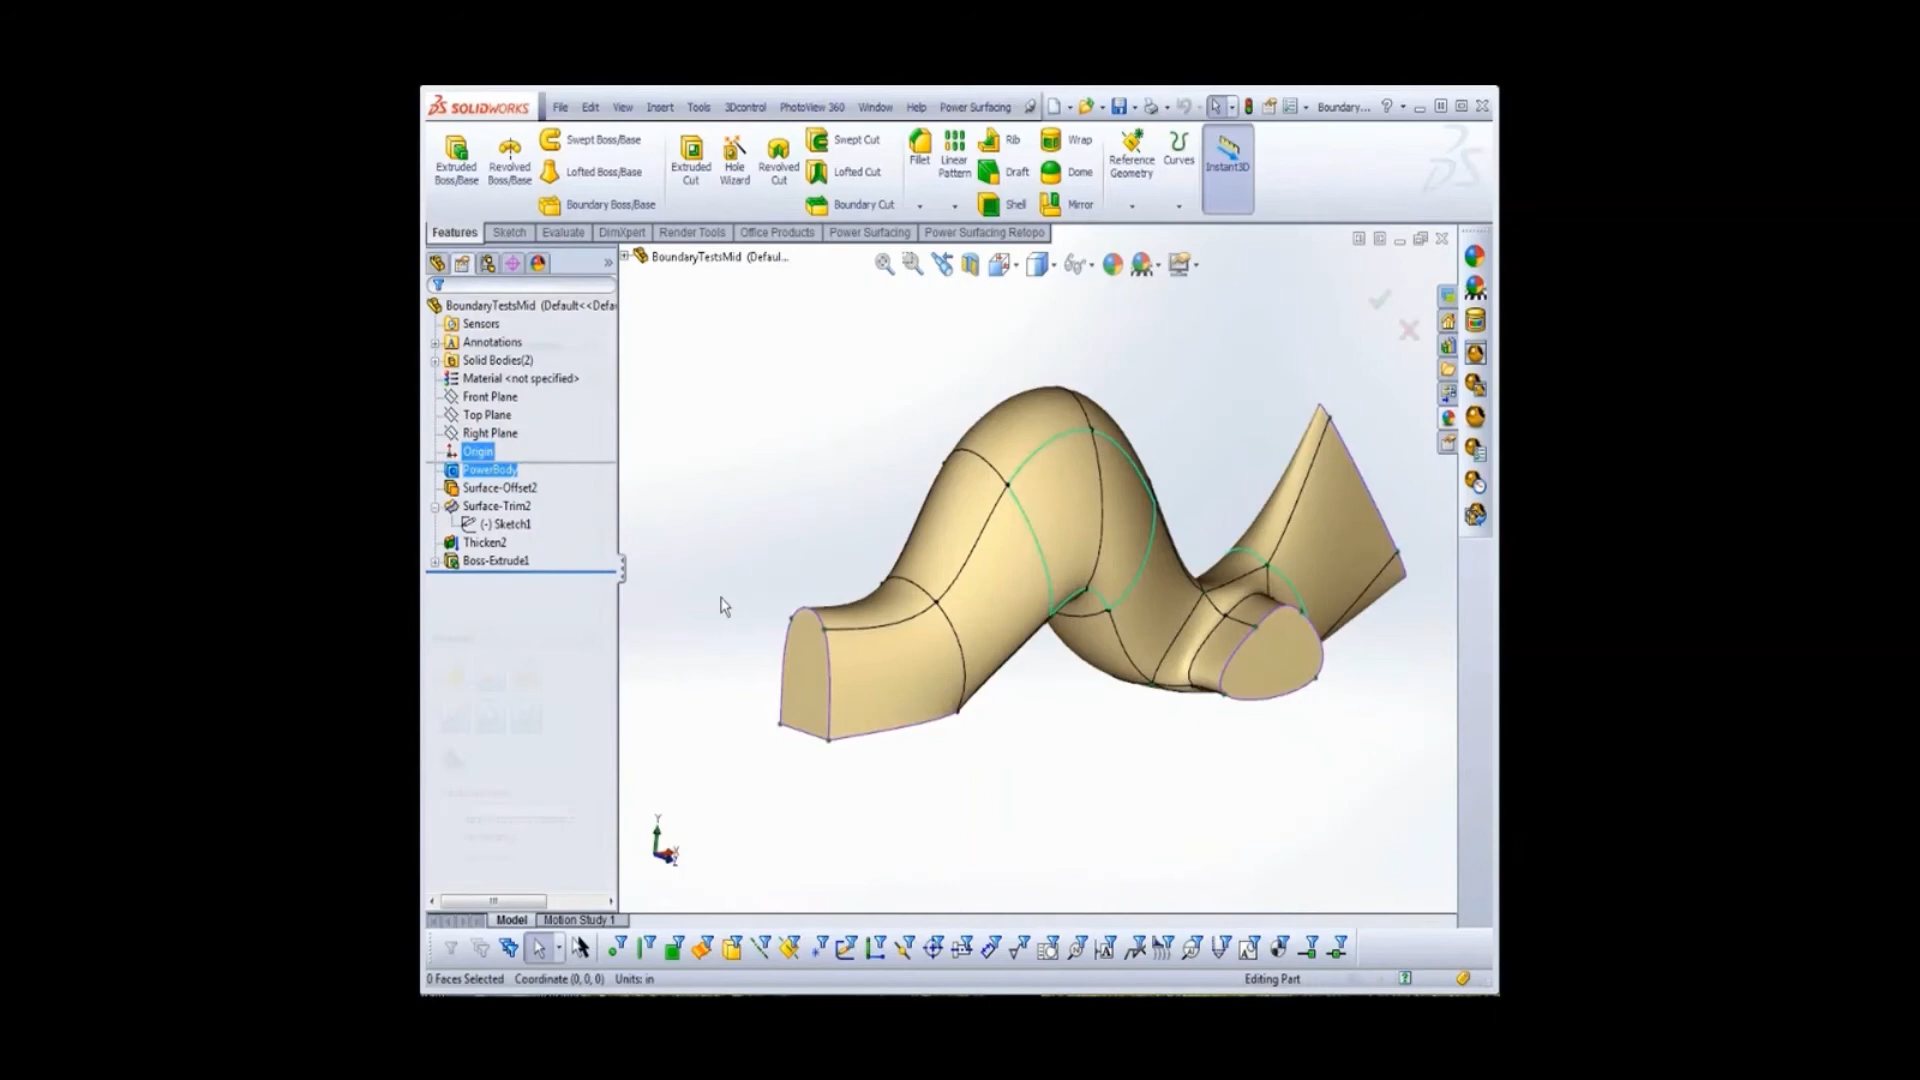 SOLIDWORKS File Edit View Insert Tools 3Dcontrol PhotoView 360 Window Help Power Surfacing Boundary...
Extruded Boss/Base
Revolved Boss/Base
Swept Boss/Base
Lofted Boss/Base
Boundary Boss/Base
Extruded Cut
Hole Wizard
Revolved Cut
Swept Cut
Lofted Cut
Boundary Cut
Fillet
Linear Pattern
Rib
Draft
Shell
Wrap
Dome
Mirror
Reference Geometry
Curves
Instant3D
Features Sketch Evaluate DimXpert Render Tools Office Products Power Surfacing Power Surfacing Retopo
BoundaryTestsMid (Defaul...
BoundaryTestsMid (Default<<Defa
Sensors
Annotations
Solid Bodies(2)
Material <not specified>
Front Plane
Top Plane
Right Plane
Origin
PowerBody
Surface-Offset2
Surface-Trim2
(-) Sketch1
Thicken2
Boss-Extrude1
Y
X
Z
Model Motion Study 1
0 Faces Selected Coordinate (0, 0, 0) Units: in Editing Part